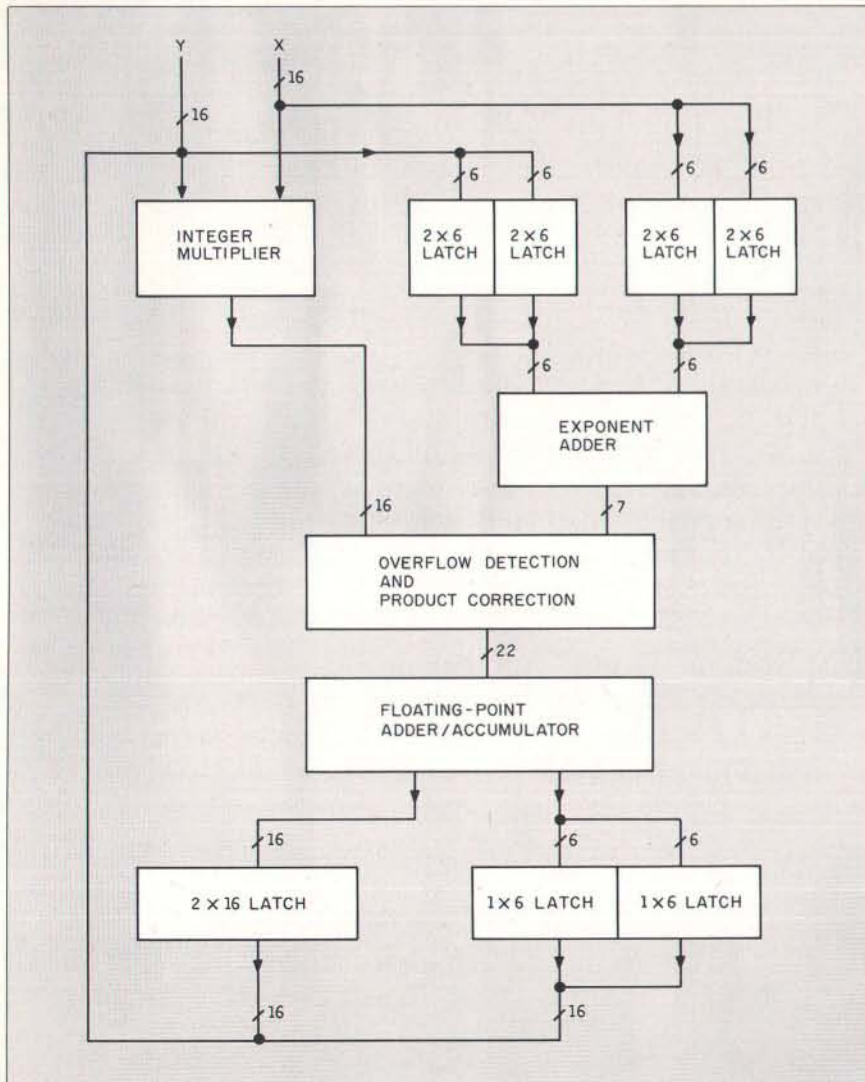 Y X
16
16
6 6 6 6
INTEGER
MULTIPLIER
2 × 6
LATCH
2 × 6
LATCH
2 × 6
LATCH
2 × 6
LATCH
6 6
EXPONENT
ADDER
16 7
OVERFLOW DETECTION
AND
PRODUCT CORRECTION
22
FLOATING-POINT
ADDER/ACCUMULATOR
16 6 6
2 × 16 LATCH 1 × 6 LATCH 1 × 6 LATCH
16 16